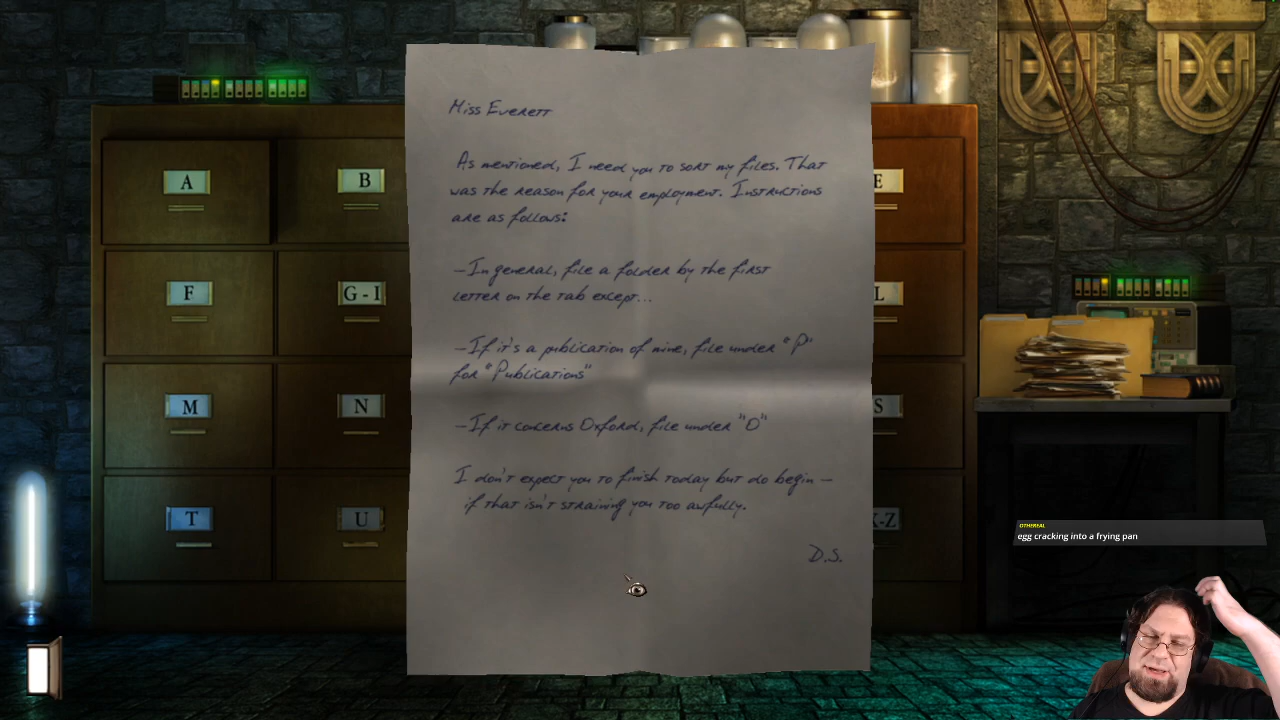 Miss Everett
As mentioned, I need you to sort my files. That
was the reason for your employment. Instructions
are as follows:
-In general, file a folder by the first
letter on the tab except...
-If it's a publication of mine, file under "P"
for "Publications"
-If it concerns Oxford, file under "O"
I don't expect you to finish today but do begin -
if that isn't straining you too awfully.
D.S.
A
B
E
F
G-I
L
M
N
S
T
U
X-Z
OTHEREAL
egg cracking into a frying pan